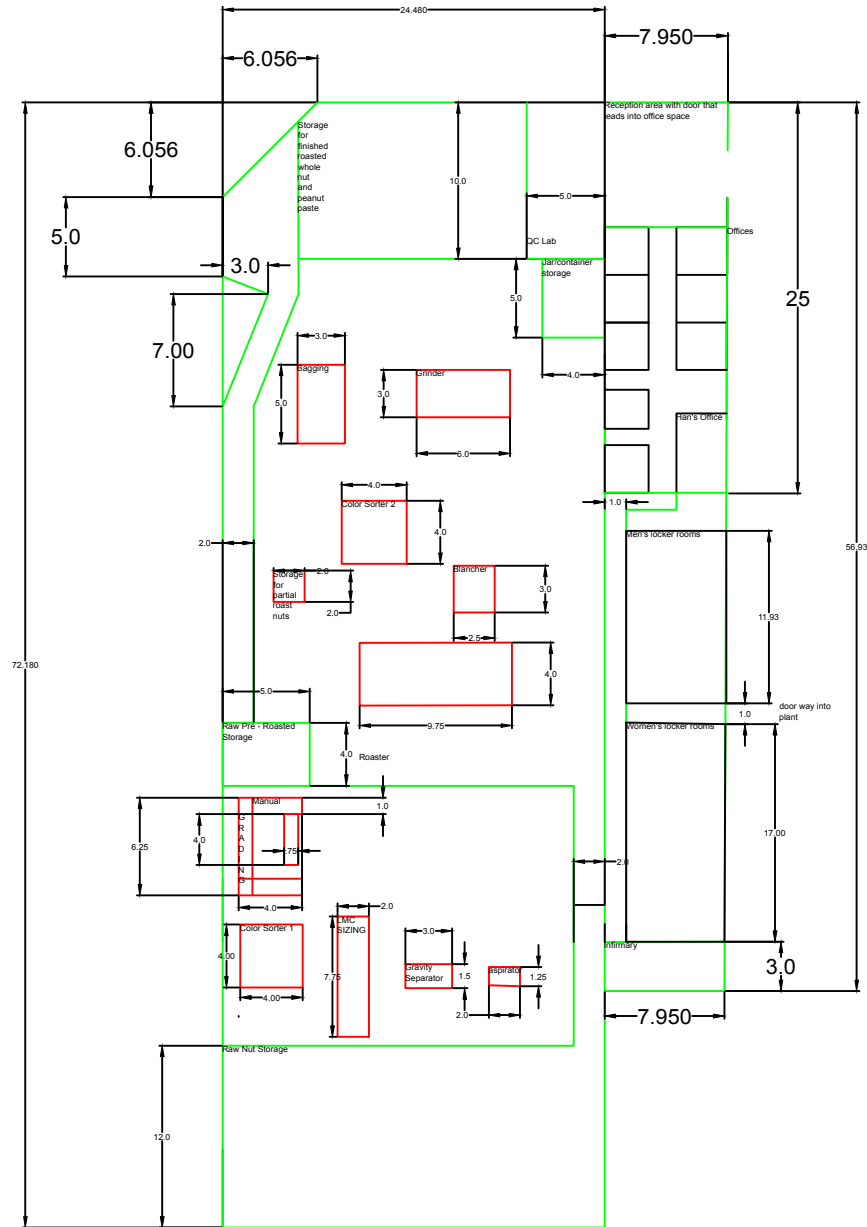 24.480
6.056
7.950
Reception area with door that
leads into office space
Storage
for
finished
roasted
whole
nut
and
peanut
paste
6.056
10.0
5.0
5.0
3.0
QC Lab
Offices
Jar/container
storage
5.0
25
7.00
3.0
Bagging
Grinder
5.0
3.0
4.0
6.0
Han's Office
4.0
Color Sorter 2
4.0
1.0
2.0
Men's locker rooms
56.93
Storage
for
partial
roast
nuts
2.0
2.0
Blancher
3.0
11.93
2.5
72.180
4.0
5.0
9.75
1.0
door way into
plant
Raw Pre - Roasted
Storage
Women's locker rooms
4.0
Roaster
Manual
1.0
6.25
4.0
G
R
A
D
I
N
G
.75
17.00
2.0
4.0
2.0
Color Sorter 1
LMC
SIZING
3.0
4.00
7.75
Gravity
Separator
1.5
aspirator
1.25
Infirmary
3.0
4.00
2.0
7.950
Raw Nut Storage
12.0